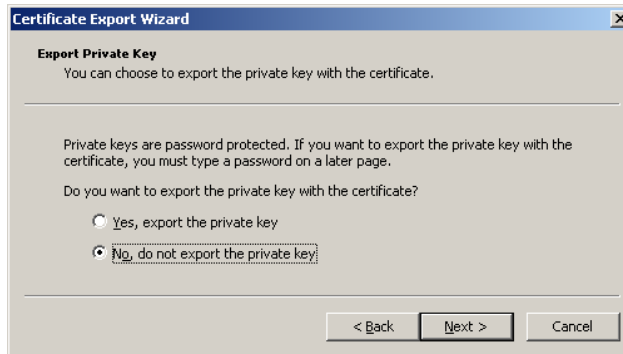 Certificate Export Wizard
Export Private Key
You can choose to export the private key with the certificate.
Private keys are password protected. If you want to export the private key with the
certificate, you must type a password on a later page.
Do you want to export the private key with the certificate?
Yes, export the private key
No, do not export the private key
< Back Next > Cancel